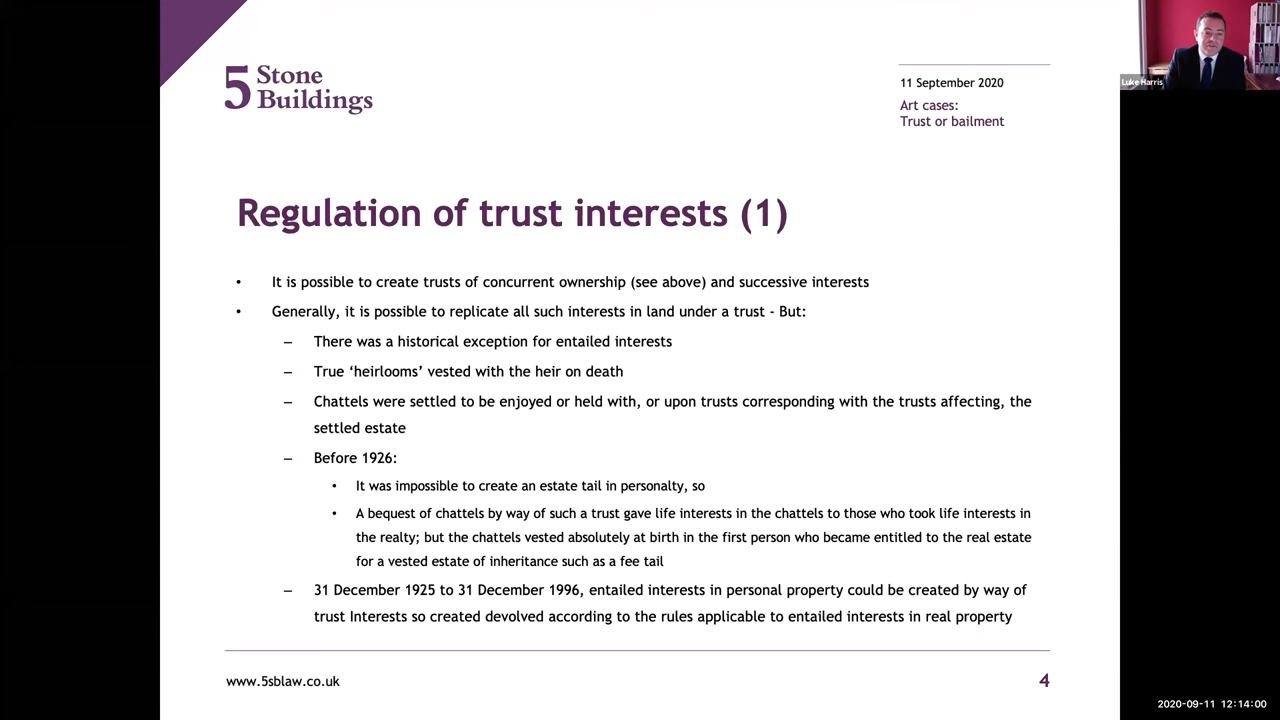 5 Stone
Buildings
11 September 2020
Art cases:
Trust or bailment
Luke Harris
Regulation of trust interests (1)
• It is possible to create trusts of concurrent ownership (see above) and successive interests
• Generally, it is possible to replicate all such interests in land under a trust - But:
– There was a historical exception for entailed interests
– True ‘heirlooms’ vested with the heir on death
– Chattels were settled to be enjoyed or held with, or upon trusts corresponding with the trusts affecting, the
settled estate
– Before 1926:
• It was impossible to create an estate tail in personalty, so
• A bequest of chattels by way of such a trust gave life interests in the chattels to those who took life interests in
the realty; but the chattels vested absolutely at birth in the first person who became entitled to the real estate
for a vested estate of inheritance such as a fee tail
– 31 December 1925 to 31 December 1996, entailed interests in personal property could be created by way of
trust Interests so created devolved according to the rules applicable to entailed interests in real property
www.5sblaw.co.uk
4
2020-09-11 12:14:00